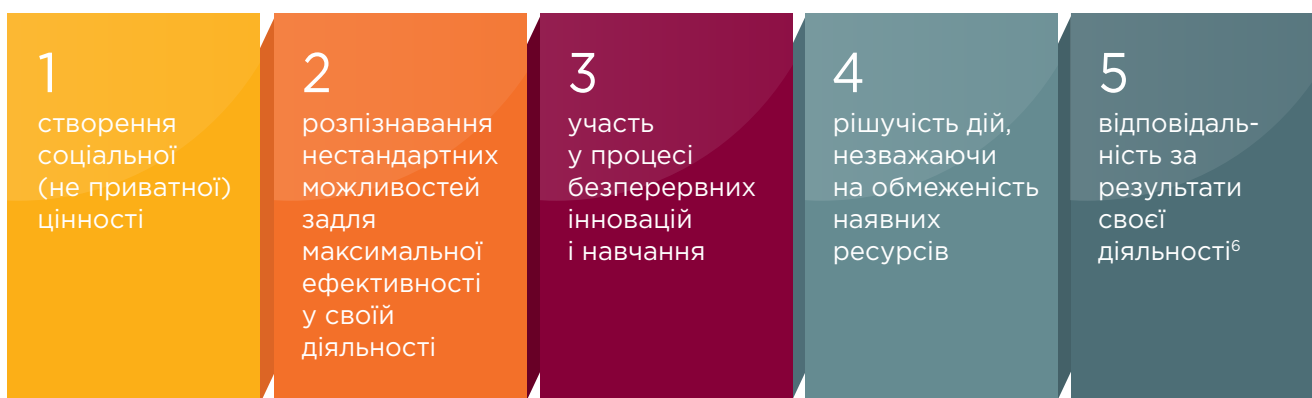 1
створення
соціальної
(не приватної)
цінності
2
розпізнавання
нестандартних
можливостей
задля
максимальної
ефективності
у своїй
діяльності
3
участь
у процесі
безперервних
інновацій
і навчання
4
рішучість дій,
незважаючи
на обмеженість
наявних
ресурсів
5
відповідаль-
ність за
результати
своєї
діяльності⁶